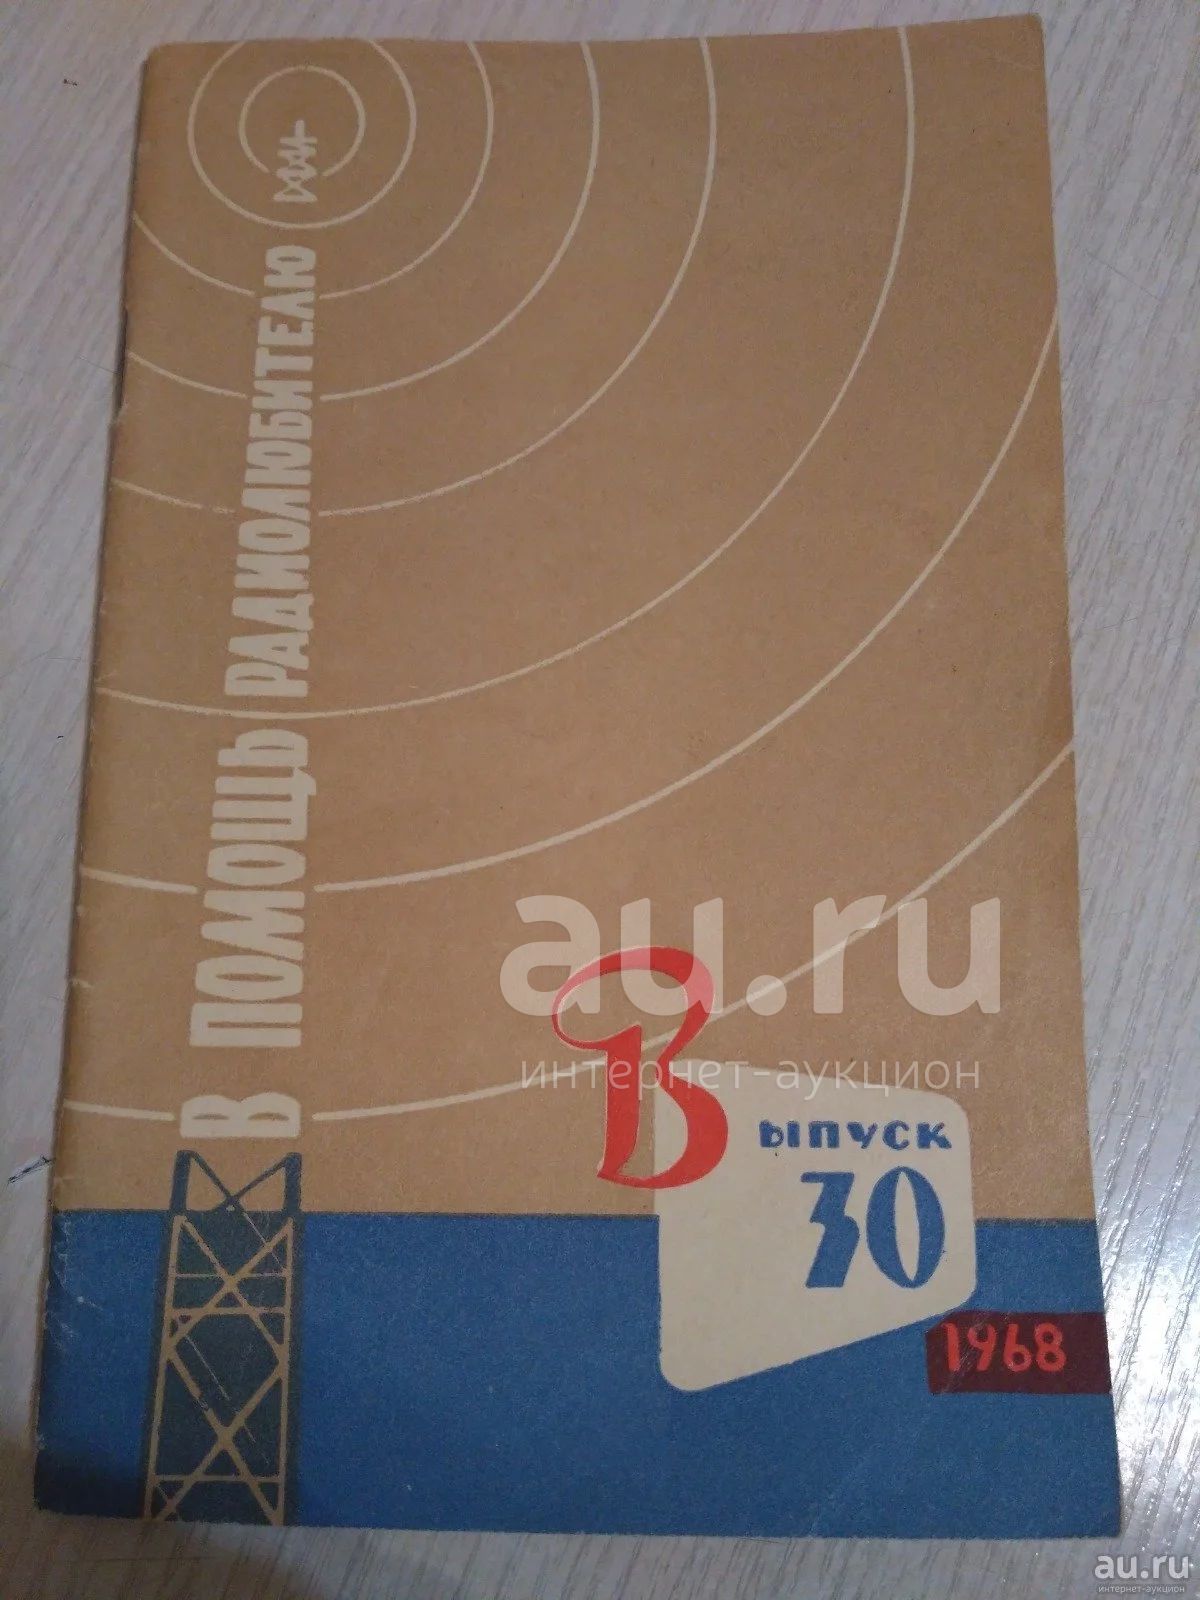 В ПОМОЩЬ РАДИОЛЮБИТЕЛЮ
au.ru
интернет-аукцион
Выпуск
30
1968
au.ru
интернет-аукцион